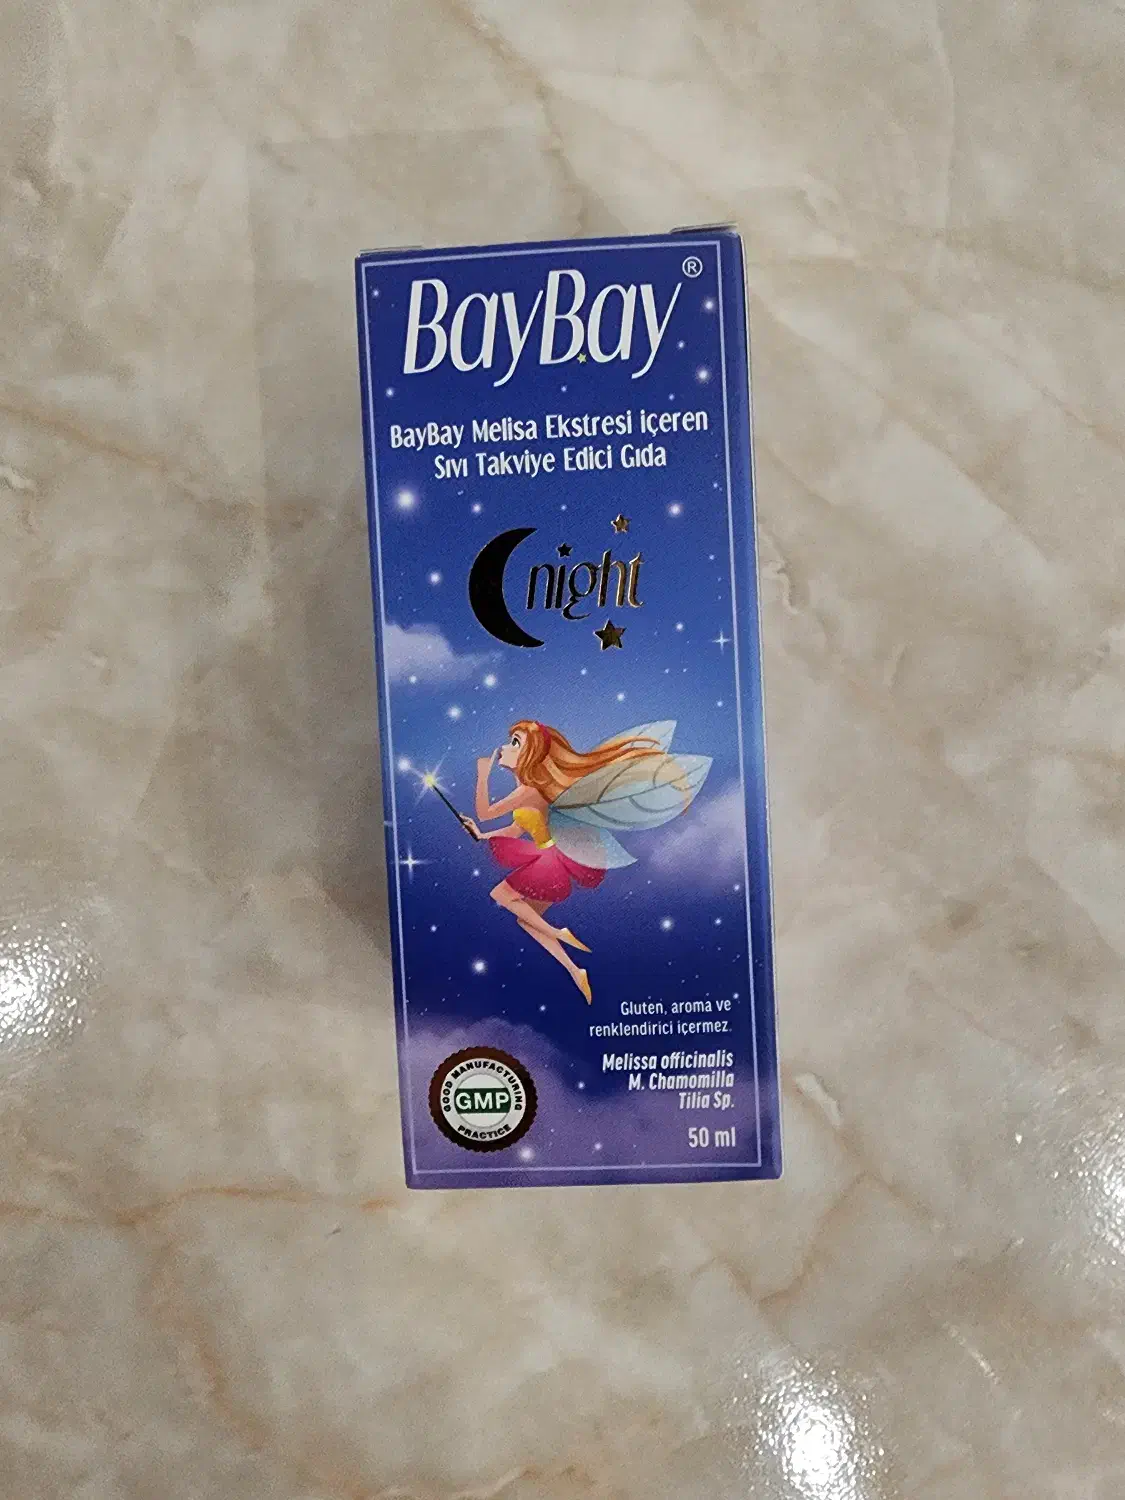 BayBay®
BayBay Melisa Ekstresi içeren
Sıvı Takviye Edici Gıda
night
Gluten, aroma ve
renklendirici içermez.
Melissa officinalis
M. Chamomilla
Tilia Sp.
50 ml
GOOD MANUFACTURING
GMP
PRACTICE